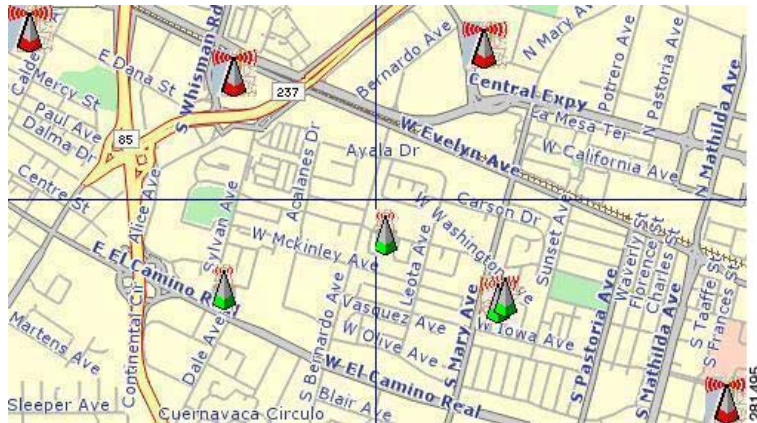 Calde
Mercy St
Paul Ave
Dalma Dr
E Dana St
S Whisman Rd
237
85
Bernardo Ave
N Mary Av
Potrero Ave
N Pastoria Ave
Central Expy
La Mesa Ter
W California Ave
N Mathilda Ave
W Evelyn Ave
Ayala Dr
Centre St
Alice Ave
Sylvan Ave
Acalanes Dr
W McKinley Ave
Carson Dr
W Washington Ave
Sunset Ave
Leota Ave
E El Camino Real
Waverly St
Florence St
Charles St
S Taaffe St
S Frances St
Martens Ave
Continental Cir
Dale Ave
S Bernardo Ave
Vasquez Ave
W Olive Ave
W Iowa Ave
S Mary Ave
S Pastoria Ave
S Mathilda Ave
W El Camino Real
Blair Ave
Sleeper Ave
Cuernavaca Circulo
281495